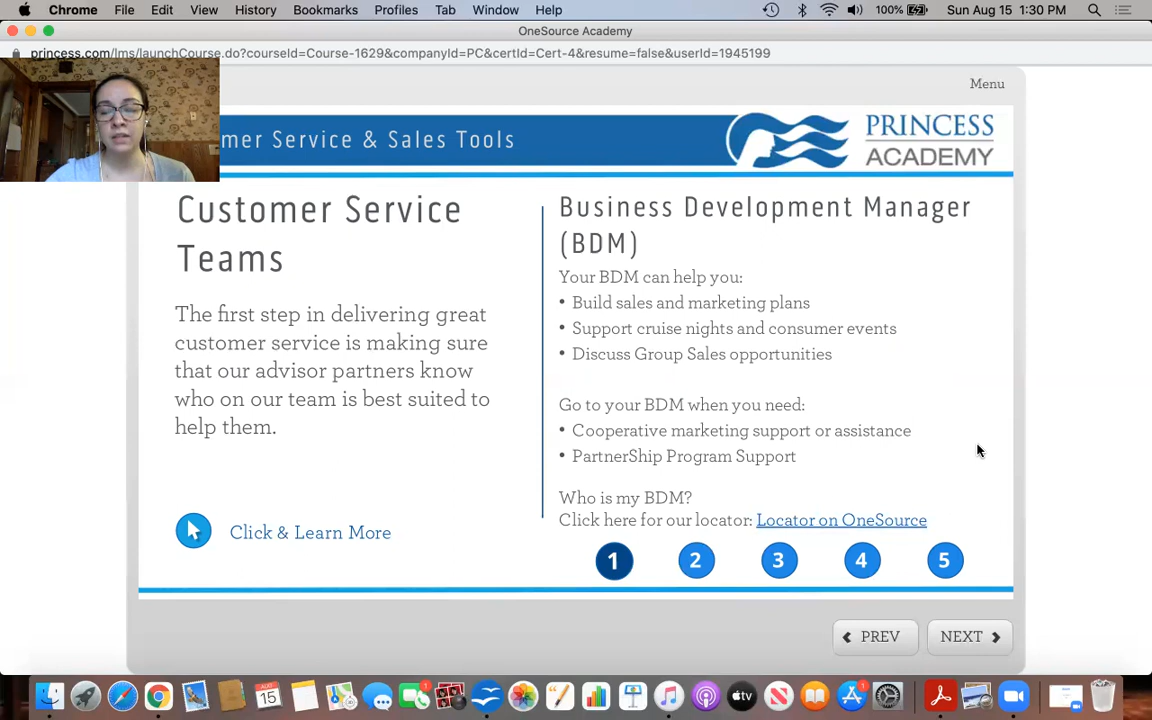 Chrome File Edit View History Bookmarks Profiles Tab Window Help 100% Sun Aug 15 1:30 PM
OneSource Academy
princess.com/lms/launchCourse.do?courseId=Course-1629&companyId=PC&certId=Cert-4&resume=false&userId=1945199
Menu
mer Service & Sales Tools
PRINCESS
ACADEMY
Customer Service
Teams
The first step in delivering great
customer service is making sure
that our advisor partners know
who on our team is best suited to
help them.
Click & Learn More
Business Development Manager
(BDM)
Your BDM can help you:
• Build sales and marketing plans
• Support cruise nights and consumer events
• Discuss Group Sales opportunities
Go to your BDM when you need:
• Cooperative marketing support or assistance
• PartnerShip Program Support
Who is my BDM?
Click here for our locator: Locator on OneSource
1 2 3 4 5
PREV NEXT
AUG
15
1
tv